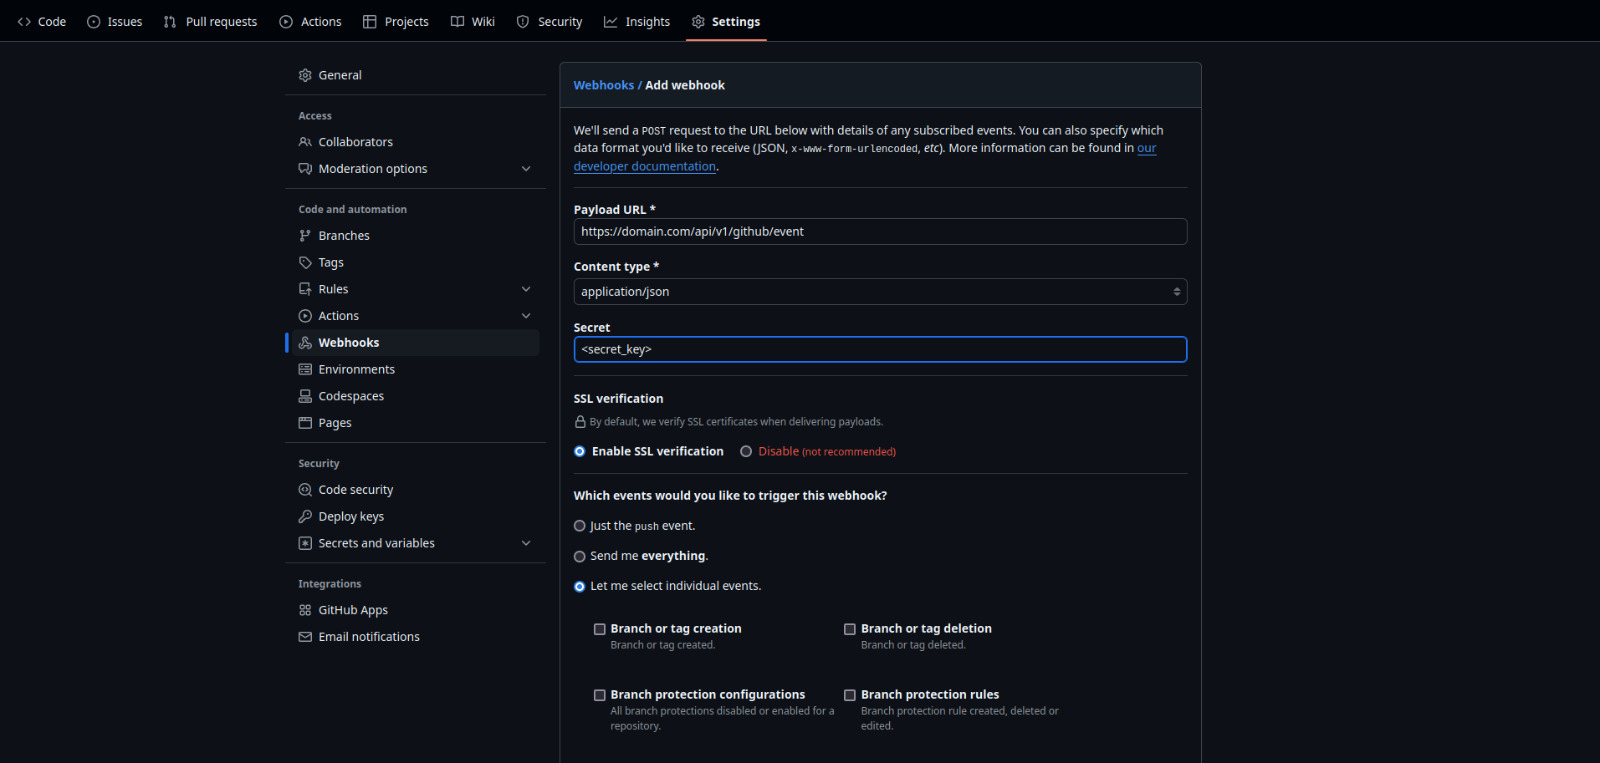 Code Issues Pull requests Actions Projects Wiki Security Insights Settings
General
Access
Collaborators
Moderation options
Code and automation
Branches
Tags
Rules
Actions
Webhooks
Environments
Codespaces
Pages
Security
Code security
Deploy keys
Secrets and variables
Integrations
GitHub Apps
Email notifications
Webhooks / Add webhook
We'll send a POST request to the URL below with details of any subscribed events. You can also specify which
data format you'd like to receive (JSON, x-www-form-urlencoded, etc). More information can be found in our
developer documentation.
Payload URL *
https://domain.com/api/v1/github/event
Content type *
application/json
Secret
<secret_key>
SSL verification
By default, we verify SSL certificates when delivering payloads.
Enable SSL verification Disable (not recommended)
Which events would you like to trigger this webhook?
Just the push event.
Send me everything.
Let me select individual events.
Branch or tag creation
Branch or tag created.
Branch or tag deletion
Branch or tag deleted.
Branch protection configurations
All branch protections disabled or enabled for a
repository.
Branch protection rules
Branch protection rule created, deleted or
edited.